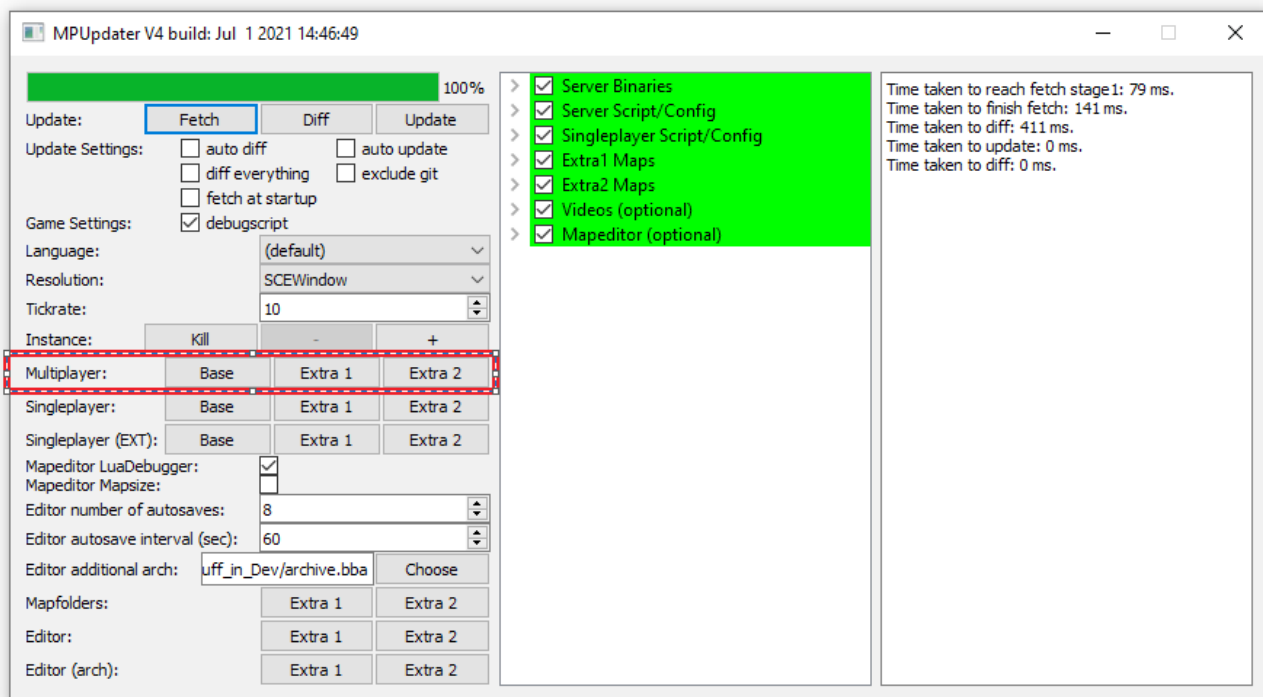 MPUpdater V4 build: Jul 1 2021 14:46:49
100%
Update: Fetch Diff Update
Update Settings: auto diff auto update
diff everything exclude git
fetch at startup
Game Settings: debugscript
Language: (default)
Resolution: SCEWindow
Tickrate: 10
Instance: Kill - +
Multiplayer: Base Extra 1 Extra 2
Singleplayer: Base Extra 1 Extra 2
Singleplayer (EXT): Base Extra 1 Extra 2
Mapeditor LuaDebugger:
Mapeditor Mapsize:
Editor number of autosaves: 8
Editor autosave interval (sec): 60
Editor additional arch: uff_in_Dev/archive.bba Choose
Mapfolders: Extra 1 Extra 2
Editor: Extra 1 Extra 2
Editor (arch): Extra 1 Extra 2
Server Binaries
Server Script/Config
Singleplayer Script/Config
Extra1 Maps
Extra2 Maps
Videos (optional)
Mapeditor (optional)
Time taken to reach fetch stage1: 79 ms.
Time taken to finish fetch: 141 ms.
Time taken to diff: 411 ms.
Time taken to update: 0 ms.
Time taken to diff: 0 ms.